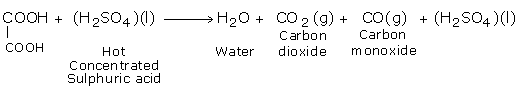 COOH + (H₂SO₄)(l) ⟶ H₂O + CO₂(g) + CO(g) + (H₂SO₄)(l)
COOH
Hot
Concentrated
Sulphuric acid
Water
Carbon
dioxide
Carbon
monoxide